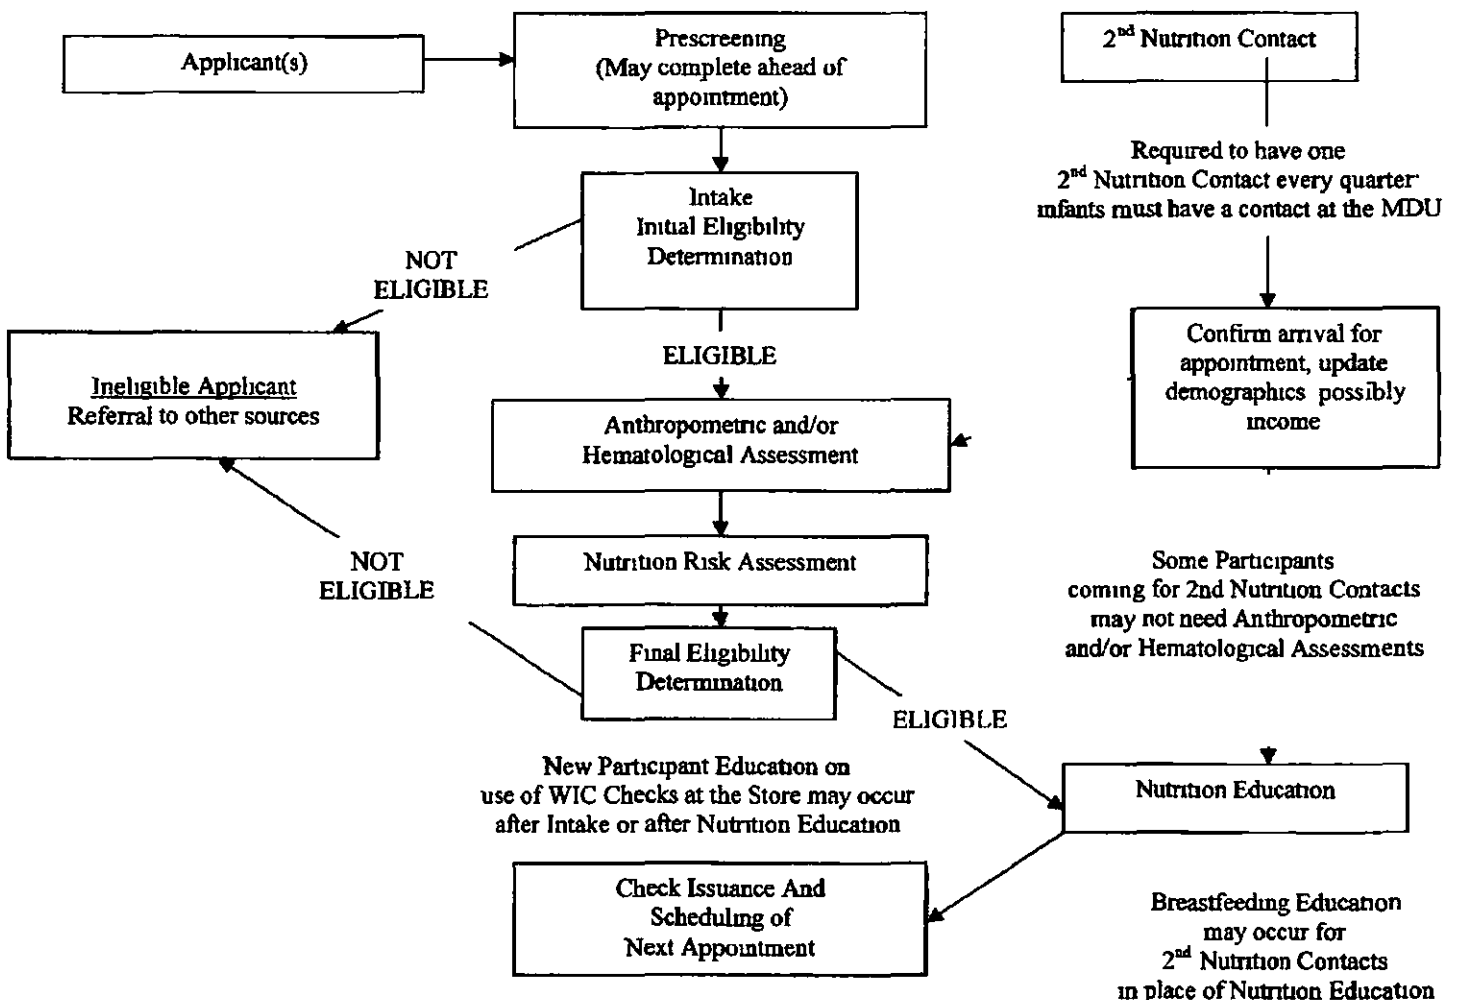 Applicant(s)
Prescreening
(May complete ahead of
appointment)
2nd Nutrition Contact
Required to have one
2nd Nutrition Contact every quarter
infants must have a contact at the MDU
Intake
Initial Eligibility
Determination
NOT
ELIGIBLE
ELIGIBLE
Ineligible Applicant
Referral to other sources
Confirm arrival for
appointment, update
demographics possibly
income
Anthropometric and/or
Hematological Assessment
Nutrition Risk Assessment
NOT
ELIGIBLE
Some Participants
coming for 2nd Nutrition Contacts
may not need Anthropometric
and/or Hematological Assessments
Final Eligibility
Determination
ELIGIBLE
New Participant Education on
use of WIC Checks at the Store may occur
after Intake or after Nutrition Education
Nutrition Education
Check Issuance And
Scheduling of
Next Appointment
Breastfeeding Education
may occur for
2nd Nutrition Contacts
in place of Nutrition Education